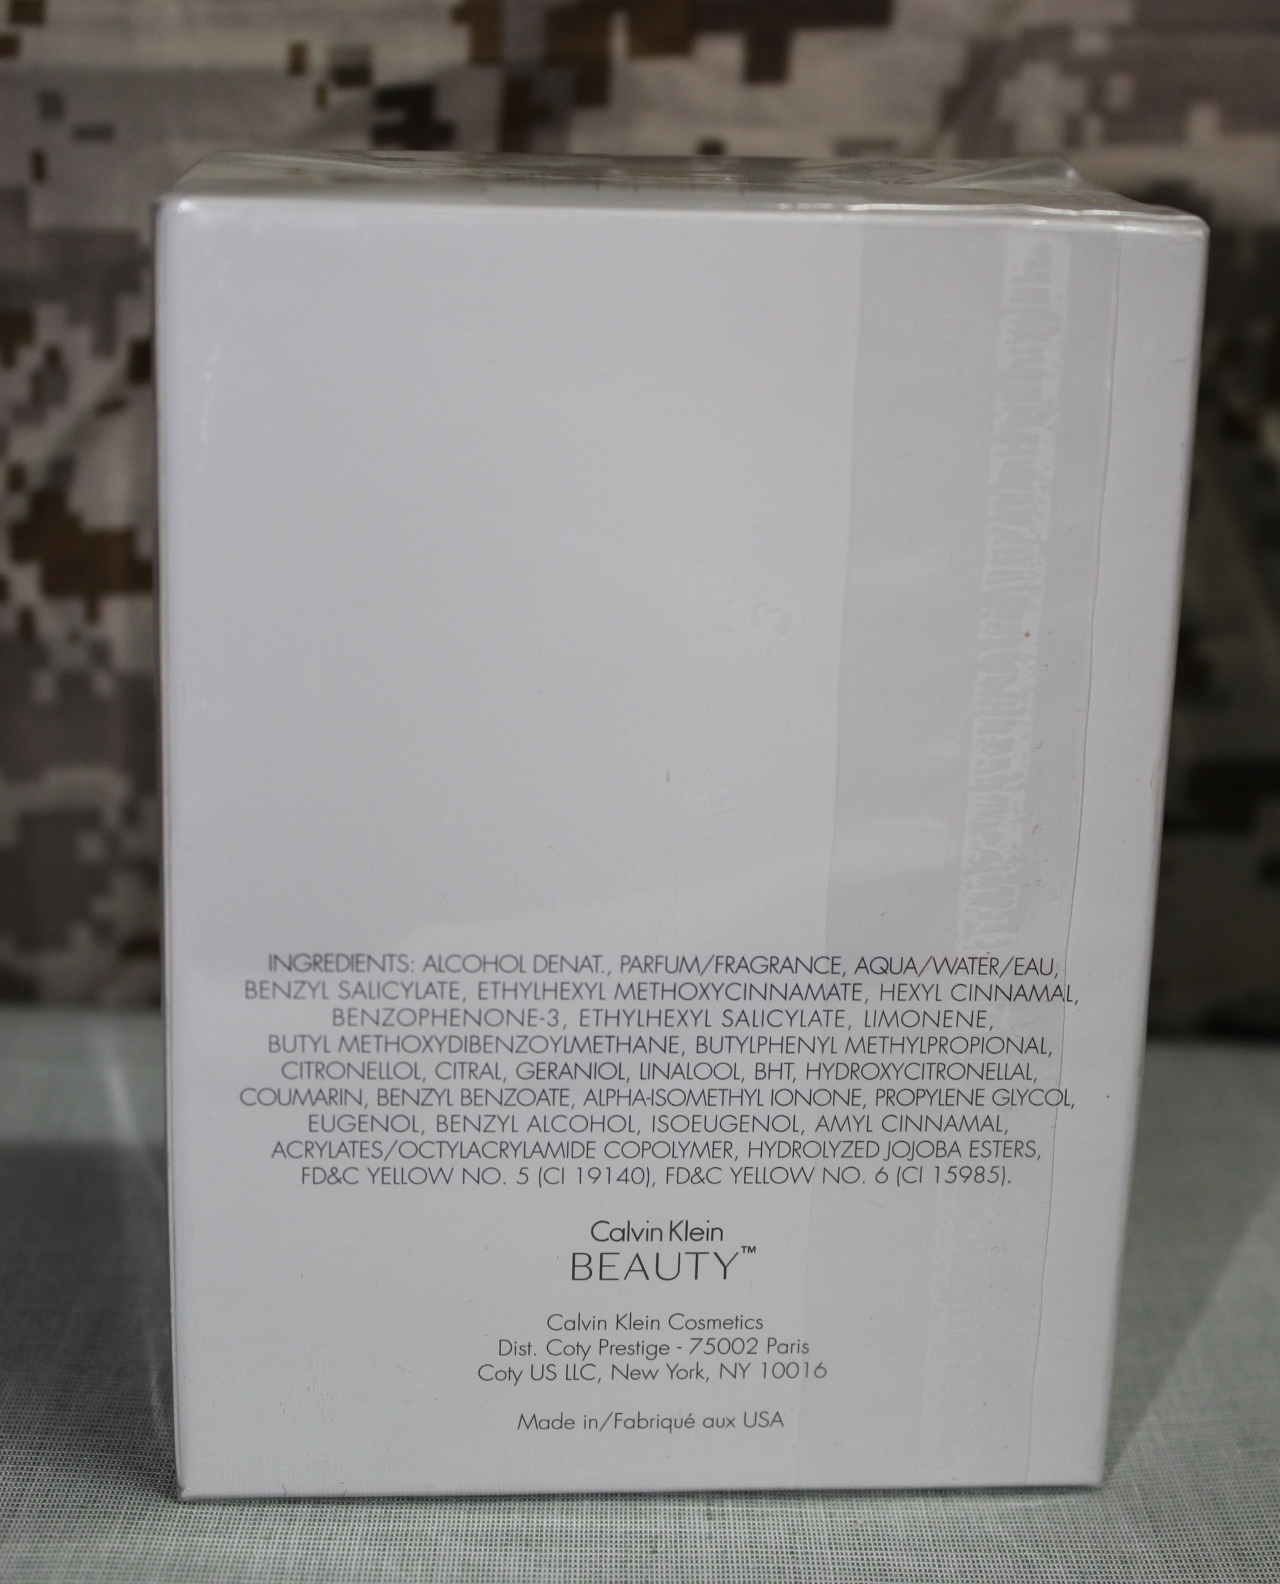 INGREDIENTS: ALCOHOL DENAT., PARFUM/FRAGRANCE, AQUA/WATER/EAU,
BENZYL SALICYLATE, ETHYLHEXYL METHOXYCINNAMATE, HEXYL CINNAMAL,
BENZOPHENONE-3, ETHYLHEXYL SALICYLATE, LIMONENE,
BUTYL METHOXYDIBENZOYLMETHANE, BUTYLPHENYL METHYLPROPIONAL,
CITRONELLOL, CITRAL, GERANIOL, LINALOOL, BHT, HYDROXYCITRONELLAL,
COUMARIN, BENZYL BENZOATE, ALPHA-ISOMETHYL IONONE, PROPYLENE GLYCOL,
EUGENOL, BENZYL ALCOHOL, ISOEUGENOL, AMYL CINNAMAL,
ACRYLATES/OCTYLACRYLAMIDE COPOLYMER, HYDROLYZED JOJOBA ESTERS,
FD&C YELLOW NO. 5 (CI 19140), FD&C YELLOW NO. 6 (CI 15985).
Calvin Klein
BEAUTY™
Calvin Klein Cosmetics
Dist. Coty Prestige - 75002 Paris
Coty US LLC, New York, NY 10016
Made in/Fabriqué aux USA